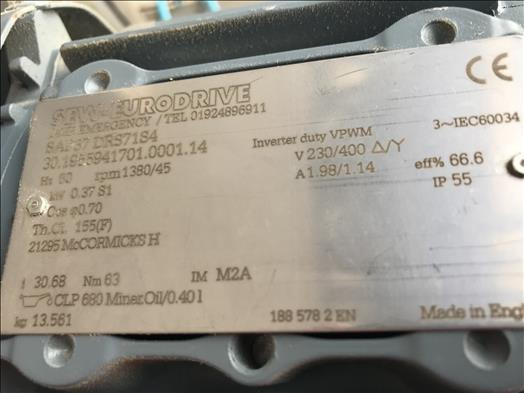 SEW-EURODRIVE
EMERGENCY / TEL 01924896911
SAF37 DRS71S4
30.1955941701.0001.14
Inverter duty VPWM
3~IEC60034
Hz 50 rpm 1380/45
V 230/400 Δ/Y
kW 0.37 S1
A 1.98/1.14
eff% 66.6
Cos φ0.70
IP 55
Th.Cl. 155(F)
21295 McCORMICKS H
i 30.68 Nm 63 IM M2A
CLP 680 Miner.Oil/0.40 l
kg 13.561
188 578 2 EN
Made in Engl
CE